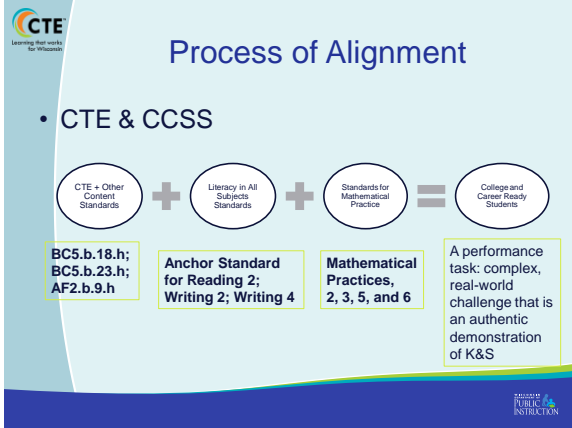 CTE
Learning that works
for Wisconsin
Process of Alignment
• CTE & CCSS
CTE + Other
Content
Standards
Literacy in All
Subjects
Standards
Standards for
Mathematical
Practice
College and
Career Ready
Students
BC5.b.18.h;
BC5.b.23.h;
AF2.b.9.h
Anchor Standard
for Reading 2;
Writing 2; Writing 4
Mathematical
Practices,
2, 3, 5, and 6
A performance
task: complex,
real-world
challenge that is
an authentic
demonstration
of K&S
WISCONSIN
PUBLIC
INSTRUCTION